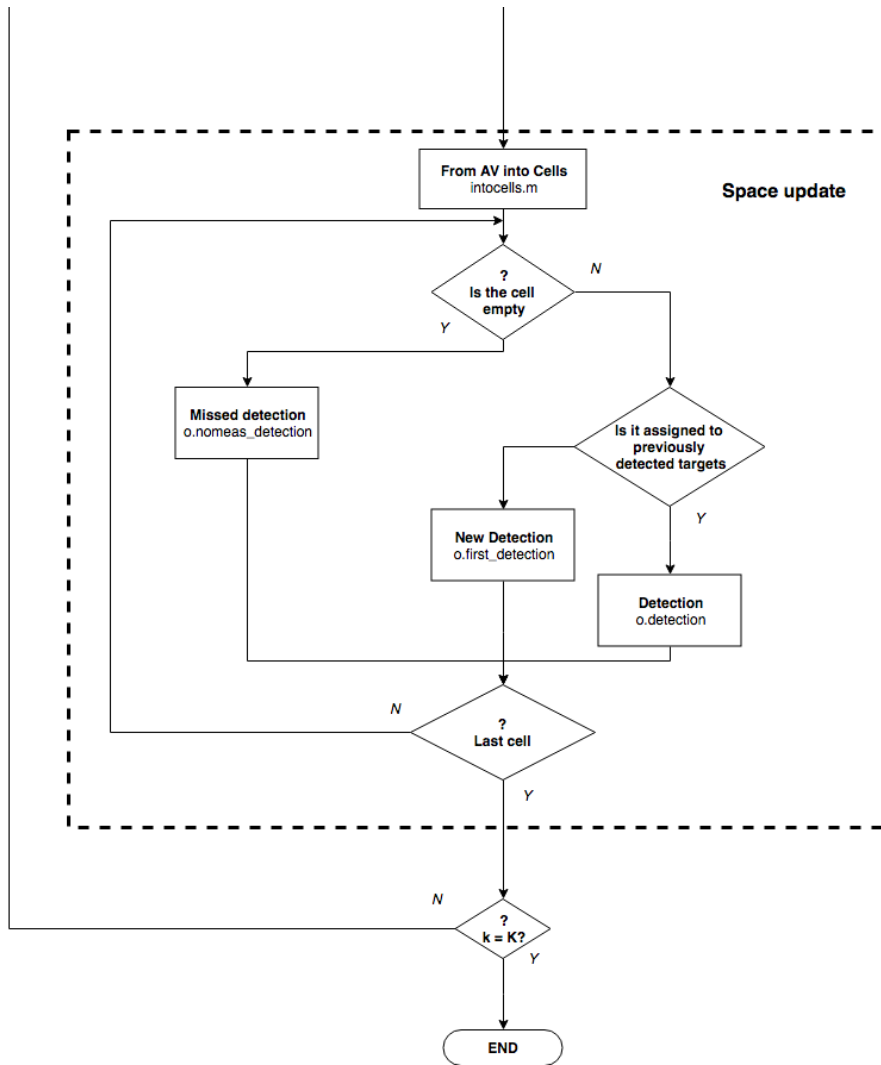 From AV into Cells
intocells.m
Space update
?
Is the cell
empty
N
Y
Missed detection
o.nomeas_detection
Is it assigned to
previously
detected targets
Y
New Detection
o.first_detection
Detection
o.detection
N
?
Last cell
Y
N
?
k = K?
Y
END